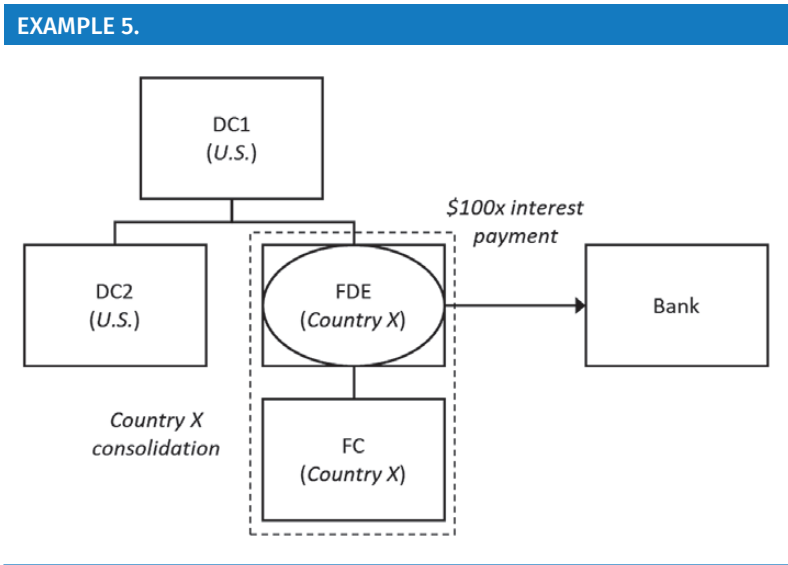 EXAMPLE 5.
DC1
(U.S.)
$100x interest
payment
DC2
(U.S.)
FDE
(Country X)
Bank
Country X
consolidation
FC
(Country X)